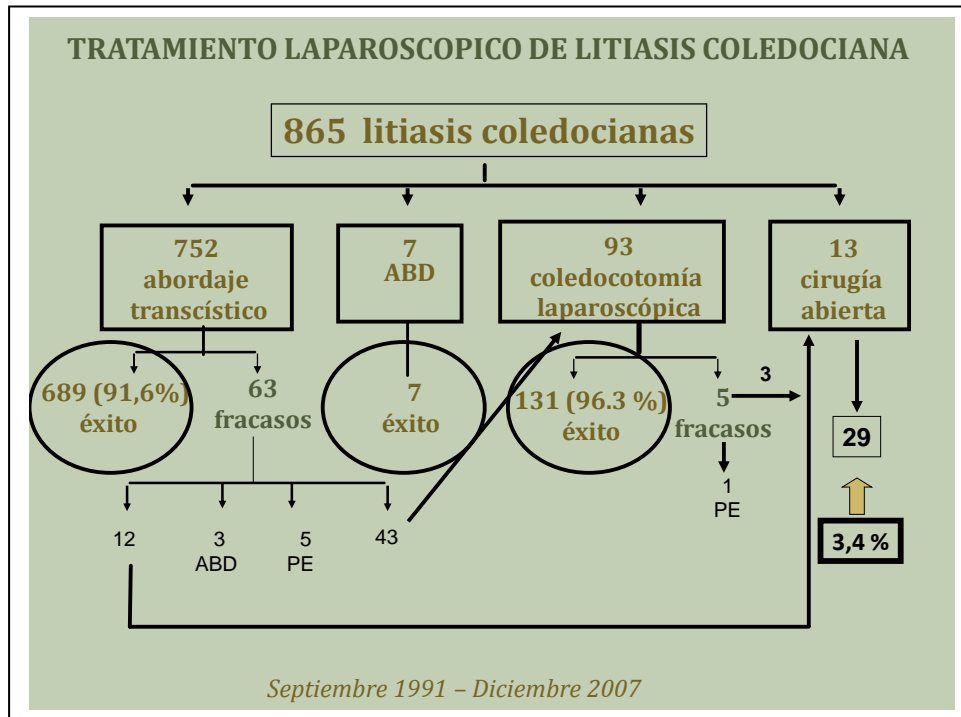 TRATAMIENTO LAPAROSCOPICO DE LITIASIS COLEDOCIANA
865 litiasis coledocianas
752
abordaje
transcístico
7
ABD
93
coledocotomía
laparoscópica
13
cirugía
abierta
689 (91,6%)
éxito
63
fracasos
7
éxito
131 (96.3 %)
éxito
5
fracasos
3
29
12
3
ABD
5
PE
43
1
PE
3,4 %
Septiembre 1991 – Diciembre 2007